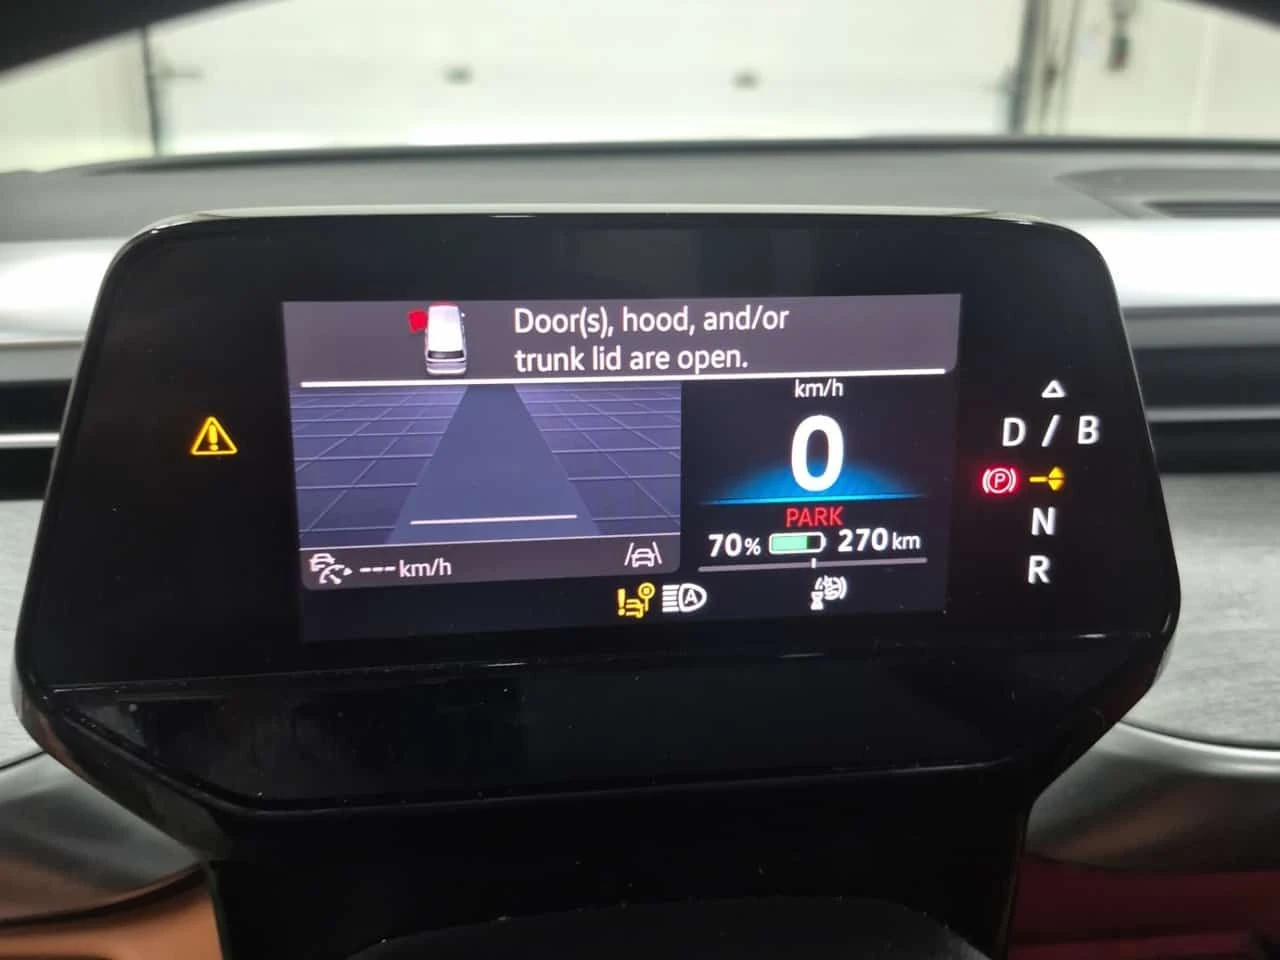 Door(s), hood, and/or
trunk lid are open.
km/h
0
PARK
70% 270 km
--- km/h
A
D / B
P
N
R